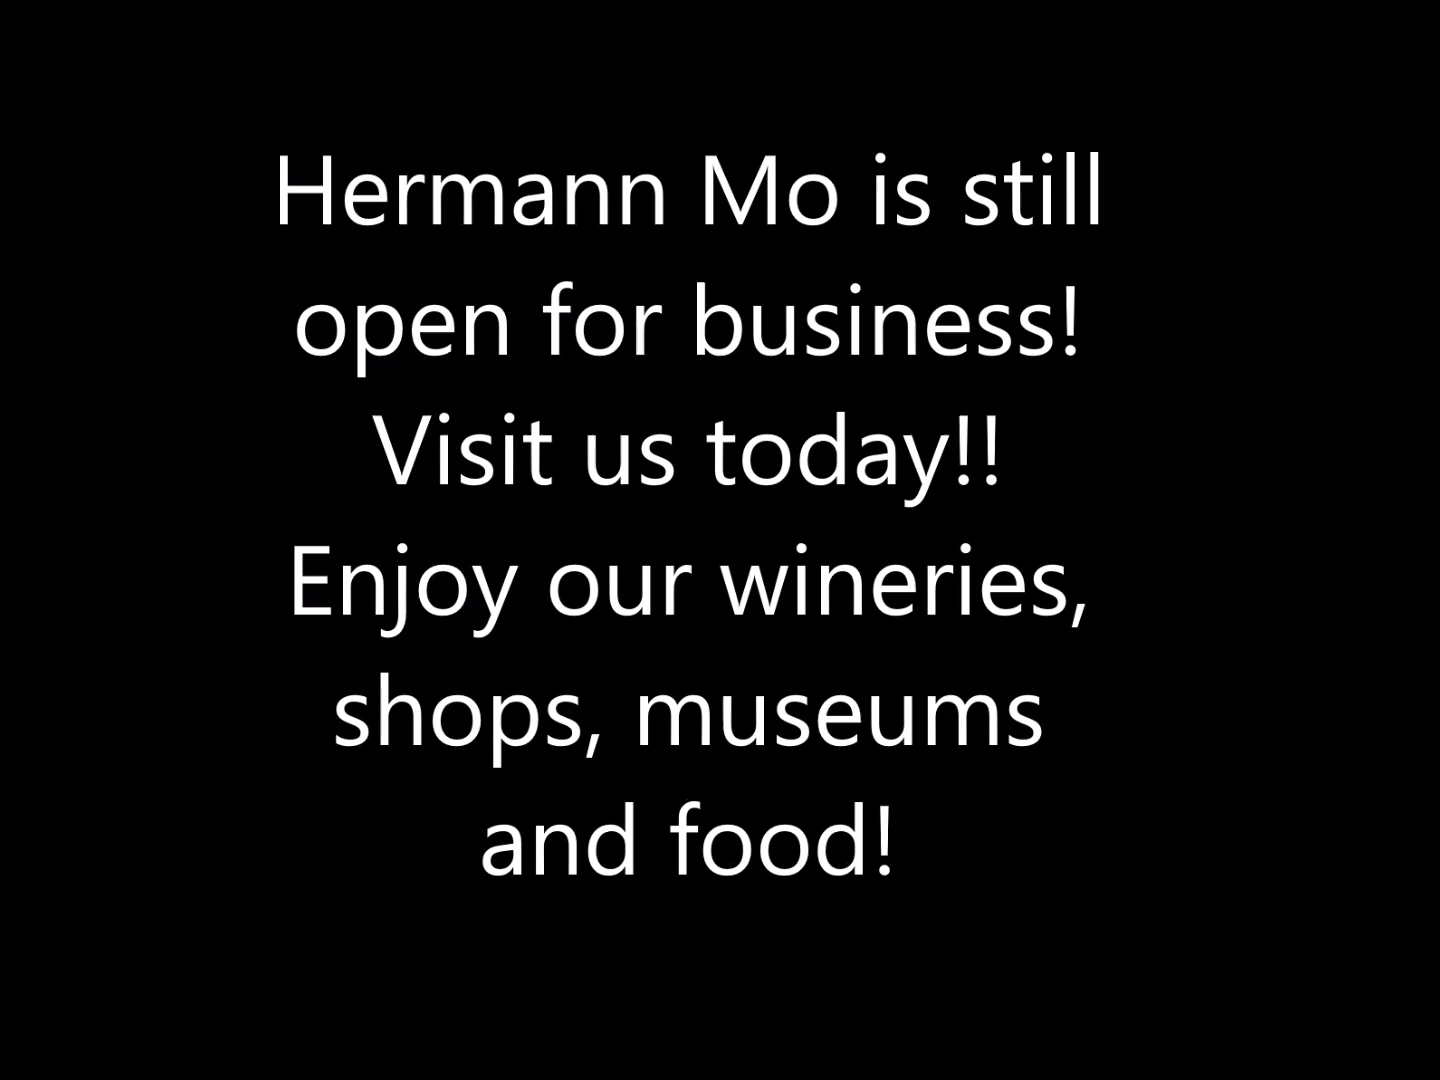 Hermann Mo is still
open for business!
Visit us today!!
Enjoy our wineries,
shops, museums
and food!